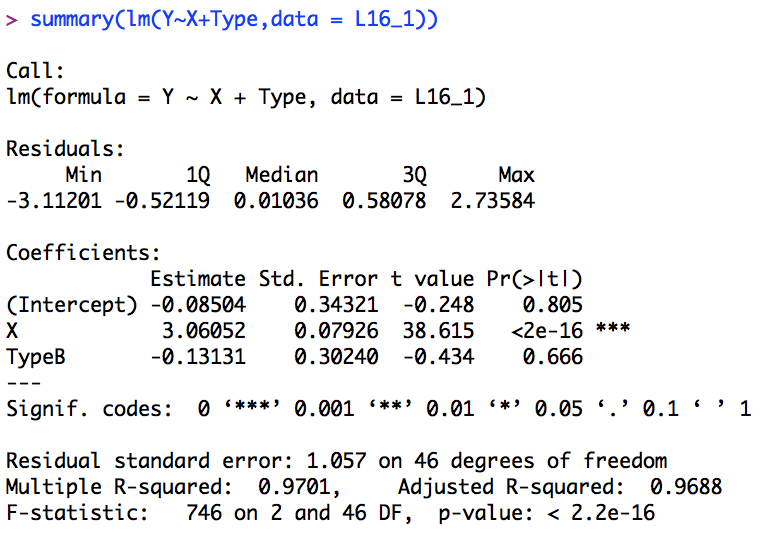 > summary(lm(Y~X+Type,data = L16_1))
Call:
lm(formula = Y ~ X + Type, data = L16_1)
Residuals:
     Min       1Q   Median       3Q      Max
-3.11201 -0.52119  0.01036  0.58078  2.73584
Coefficients:
            Estimate Std. Error t value Pr(>|t|)
(Intercept) -0.08504    0.34321  -0.248    0.805
X            3.06052    0.07926  38.615   <2e-16 ***
TypeB       -0.13131    0.30240  -0.434    0.666
---
Signif. codes:  0 ‘***’ 0.001 ‘**’ 0.01 ‘*’ 0.05 ‘.’ 0.1 ‘ ’ 1
Residual standard error: 1.057 on 46 degrees of freedom
Multiple R-squared:  0.9701,    Adjusted R-squared:  0.9688
F-statistic:   746 on 2 and 46 DF,  p-value: < 2.2e-16